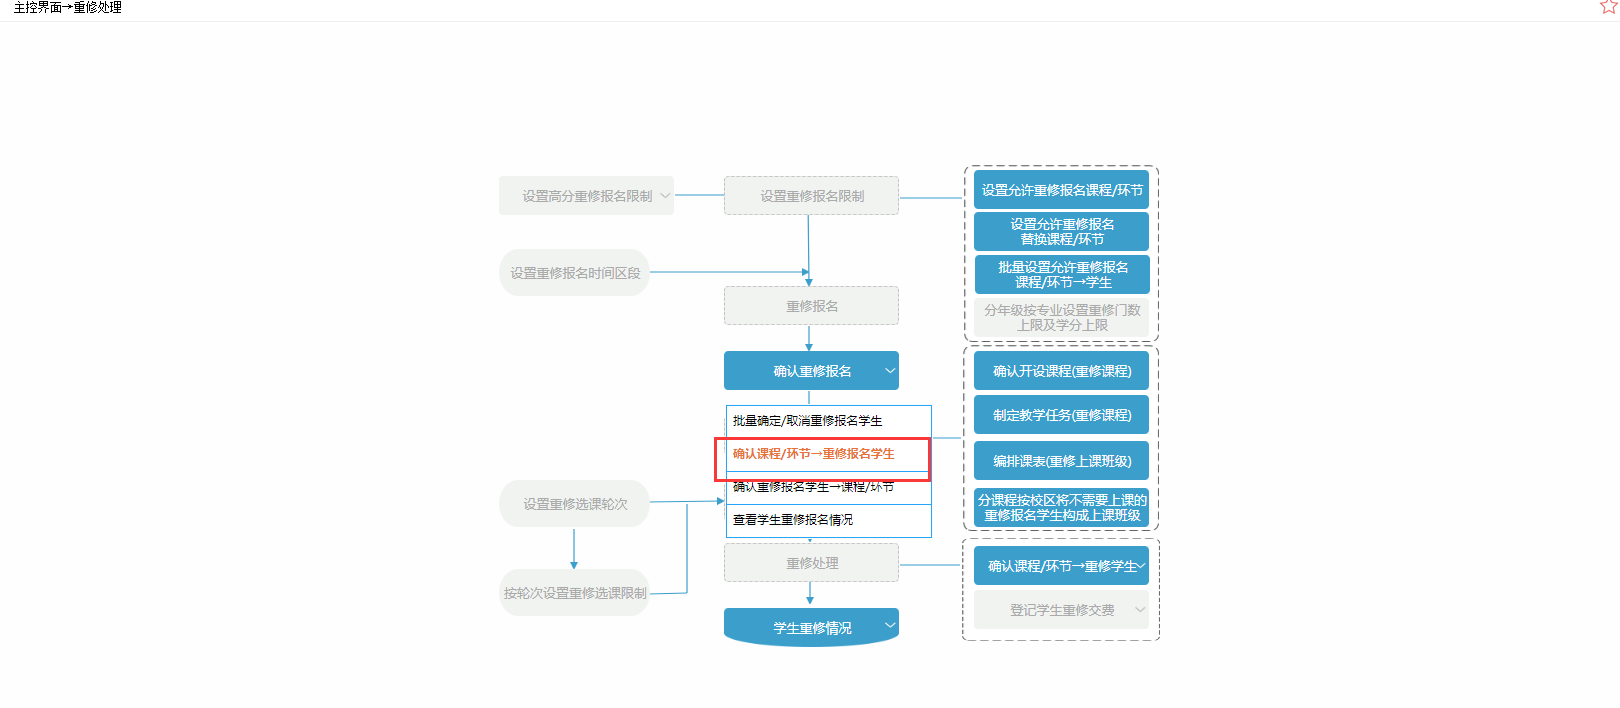 主控界面→重修处理
设置高分重修报名限制
设置重修报名限制
设置允许重修报名课程/环节
设置允许重修报名
替换课程/环节
设置重修报名时间区段
批量设置允许重修报名
课程/环节→学生
重修报名
分年级按专业设置重修门数
上限及学分上限
确认重修报名
确认开设课程(重修课程)
批量确定/取消重修报名学生
制定教学任务(重修课程)
确认课程/环节→重修报名学生
编排课表(重修上课班级)
确认重修报名学生→课程/环节
设置重修选课轮次
分课程按校区将不需要上课的
重修报名学生构成上课班级
查看学生重修报名情况
重修处理
确认课程/环节→重修学生
按轮次设置重修选课限制
登记学生重修交费
学生重修情况